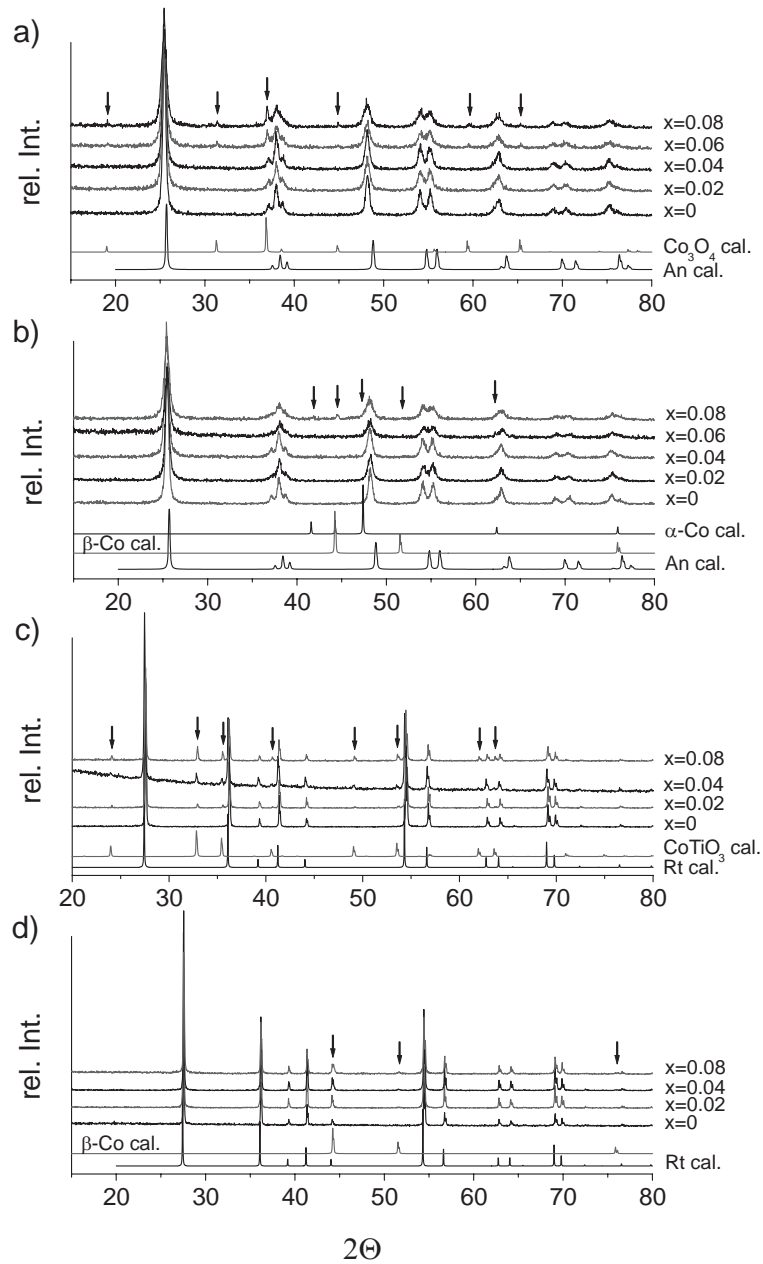 a)
rel. Int.
x=0.08
x=0.06
x=0.04
x=0.02
x=0
Co3O4 cal.
An cal.
20 30 40 50 60 70 80
b)
rel. Int.
x=0.08
x=0.06
x=0.04
x=0.02
x=0
α-Co cal.
β-Co cal.
An cal.
20 30 40 50 60 70 80
c)
rel. Int.
x=0.08
x=0.04
x=0.02
x=0
CoTiO3 cal.
Rt cal.
20 30 40 50 60 70 80
d)
rel. Int.
x=0.08
x=0.04
x=0.02
x=0
β-Co cal.
Rt cal.
20 30 40 50 60 70 80
2Θ